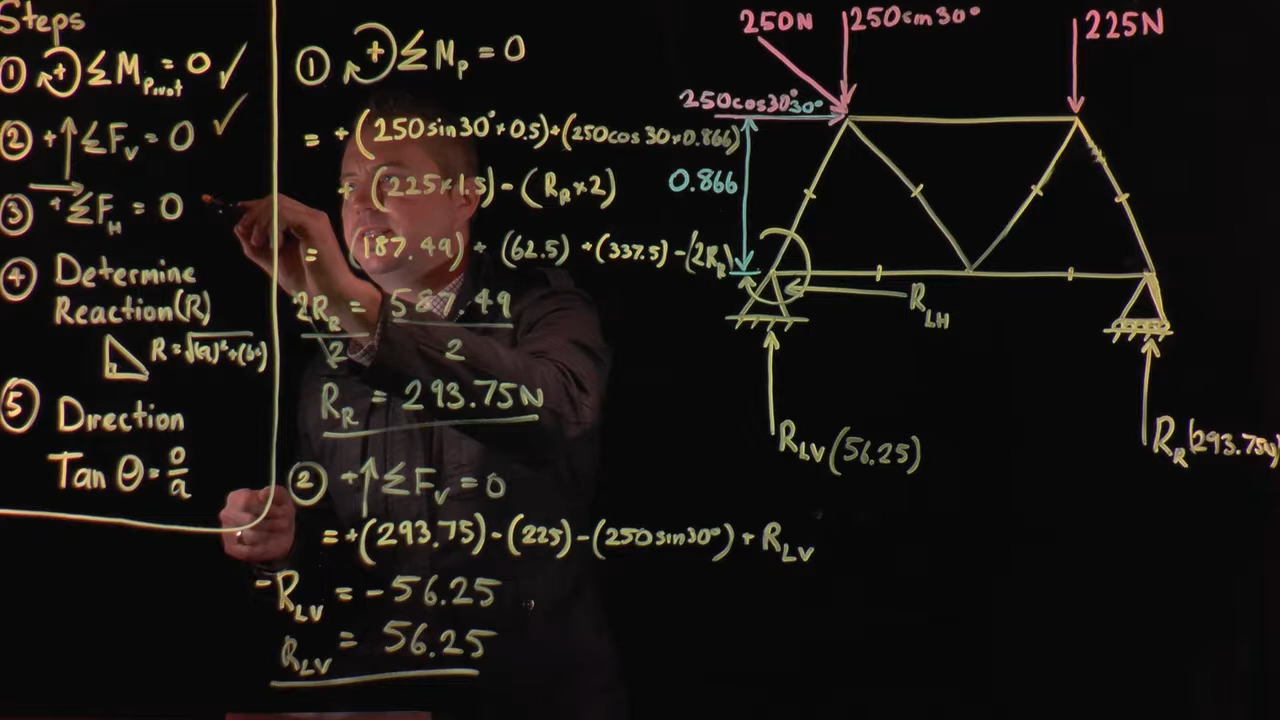 Steps
① + ΣM_Pivot = 0 ✓
② +↑ ΣF_V = 0 ✓
③ + ΣF_H = 0
④ Determine
Reaction(R)
R = √(a)²+(b²)
⑤ Direction
Tan θ = o/a
① + ΣM_P = 0
= +(250sin30°×0.5)+(250cos30×0.866)
+ (225×1.5) - (R_R×2)
= 187.49) + (62.5) + (337.5) - (2R_R
2R_R = 587.49
2 2
R_R = 293.75N
② +↑ ΣF_V = 0
= +(293.75) - (225) - (250sin30°) + R_LV
-R_LV = -56.25
R_LV = 56.25
250N
250sin30°
225N
250cos30°
30°
0.866
R_LH
R_LV (56.25)
R_R (293.75N)